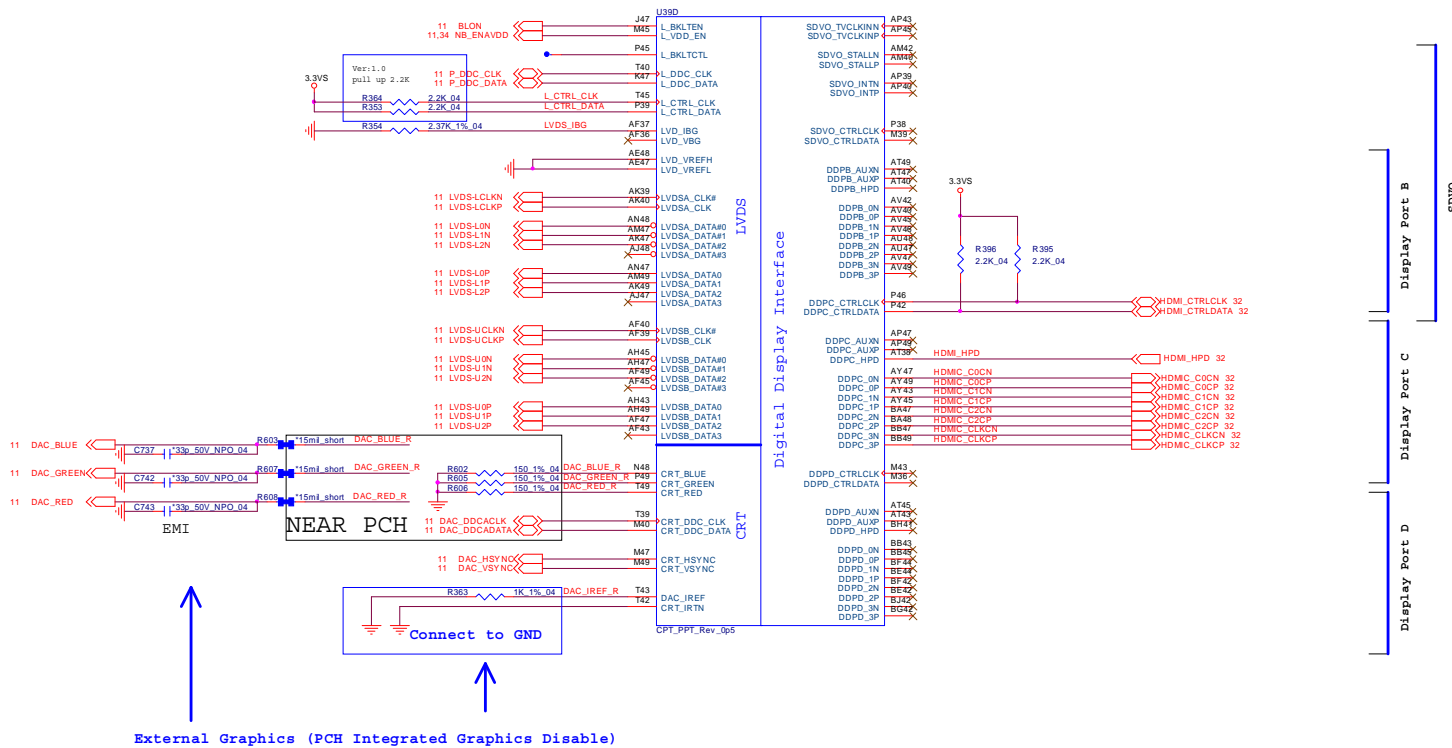 U39D
11 BLON
11,34 NB_ENAVDD
J47 L_BKLTEN
M45 L_VDD_EN
P45 L_BKLTCTL
Ver:1.0
pull up 2.2K
3.3VS
11 P_DDC_CLK
11 P_DDC_DATA
T40 L_DDC_CLK
K47 L_DDC_DATA
R364 2.2K_04 L_CTRL_CLK T45 L_CTRL_CLK
R353 2.2K_04 L_CTRL_DATA P39 L_CTRL_DATA
R354 2.37K_1%_04 LVDS_IBG AF37 LVD_IBG
AF36 LVD_VBG
AE48 LVD_VREFH
AE47 LVD_VREFL
11 LVDS-LCLKN AK39 LVDSA_CLK#
11 LVDS-LCLKP AK40 LVDSA_CLK
11 LVDS-L0N AN48 LVDSA_DATA#0
11 LVDS-L1N AM47 LVDSA_DATA#1
11 LVDS-L2N AK47 LVDSA_DATA#2
AJ48 LVDSA_DATA#3
11 LVDS-L0P AN47 LVDSA_DATA0
11 LVDS-L1P AM49 LVDSA_DATA1
11 LVDS-L2P AK49 LVDSA_DATA2
AJ47 LVDSA_DATA3
11 LVDS-UCLKN AF40 LVDSB_CLK#
11 LVDS-UCLKP AF39 LVDSB_CLK
11 LVDS-U0N AH45 LVDSB_DATA#0
11 LVDS-U1N AH47 LVDSB_DATA#1
11 LVDS-U2N AF49 LVDSB_DATA#2
AF45 LVDSB_DATA#3
11 LVDS-U0P AH43 LVDSB_DATA0
11 LVDS-U1P AH49 LVDSB_DATA1
11 LVDS-U2P AF47 LVDSB_DATA2
AF43 LVDSB_DATA3
LVDS
Digital Display Interface
CRT
11 DAC_BLUE R603 *15mil_short DAC_BLUE_R
C737 *33p_50V_NPO_04
11 DAC_GREEN R607 *15mil_short DAC_GREEN_R
C742 *33p_50V_NPO_04
11 DAC_RED R608 *15mil_short DAC_RED_R
C743 *33p_50V_NPO_04
EMI
NEAR PCH
R602 150_1%_04 DAC_BLUE_R N48 CRT_BLUE
R605 150_1%_04 DAC_GREEN_R P49 CRT_GREEN
R606 150_1%_04 DAC_RED_R T49 CRT_RED
11 DAC_DDCACLK T39 CRT_DDC_CLK
11 DAC_DDCADATA M40 CRT_DDC_DATA
11 DAC_HSYNC M47 CRT_HSYNC
11 DAC_VSYNC M49 CRT_VSYNC
R363 1K_1%_04 DAC_IREF_R T43 DAC_IREF
T42 CRT_IRTN
Connect to GND
CPT_PPT_Rev_0p5
External Graphics (PCH Integrated Graphics Disable)
SDVO_TVCLKINN AP43
SDVO_TVCLKINP AP45
SDVO_STALLN AM42
SDVO_STALLP AM40
SDVO_INTN AP39
SDVO_INTP AP40
SDVO_CTRLCLK P38
SDVO_CTRLDATA M39
DDPB_AUXN AT49
DDPB_AUXP AT47
DDPB_HPD AT40
DDPB_0N AV42
DDPB_0P AV40
DDPB_1N AV45
DDPB_1P AV46
DDPB_2N AU48
DDPB_2P AU47
DDPB_3N AV47
DDPB_3P AV49
3.3VS
R396 2.2K_04
R395 2.2K_04
DDPC_CTRLCLK P46 HDMI_CTRLCLK 32
DDPC_CTRLDATA P42 HDMI_CTRLDATA 32
DDPC_AUXN AP47
DDPC_AUXP AP49
DDPC_HPD AT38 HDMI_HPD HDMI_HPD 32
DDPC_0N AY47 HDMIC_C0CN HDMIC_C0CN 32
DDPC_0P AY49 HDMIC_C0CP HDMIC_C0CP 32
DDPC_1N AY43 HDMIC_C1CN HDMIC_C1CN 32
DDPC_1P AY45 HDMIC_C1CP HDMIC_C1CP 32
DDPC_2N BA47 HDMIC_C2CN HDMIC_C2CN 32
DDPC_2P BA48 HDMIC_C2CP HDMIC_C2CP 32
DDPC_3N BB47 HDMIC_CLKCN HDMIC_CLKCN 32
DDPC_3P BB49 HDMIC_CLKCP HDMIC_CLKCP 32
DDPD_CTRLCLK M43
DDPD_CTRLDATA M36
DDPD_AUXN AT45
DDPD_AUXP AT43
DDPD_HPD BH41
DDPD_0N BB43
DDPD_0P BB45
DDPD_1N BF44
DDPD_1P BE44
DDPD_2N BF42
DDPD_2P BE42
DDPD_3N BJ42
DDPD_3P BG42
Display Port B
Display Port C
Display Port D